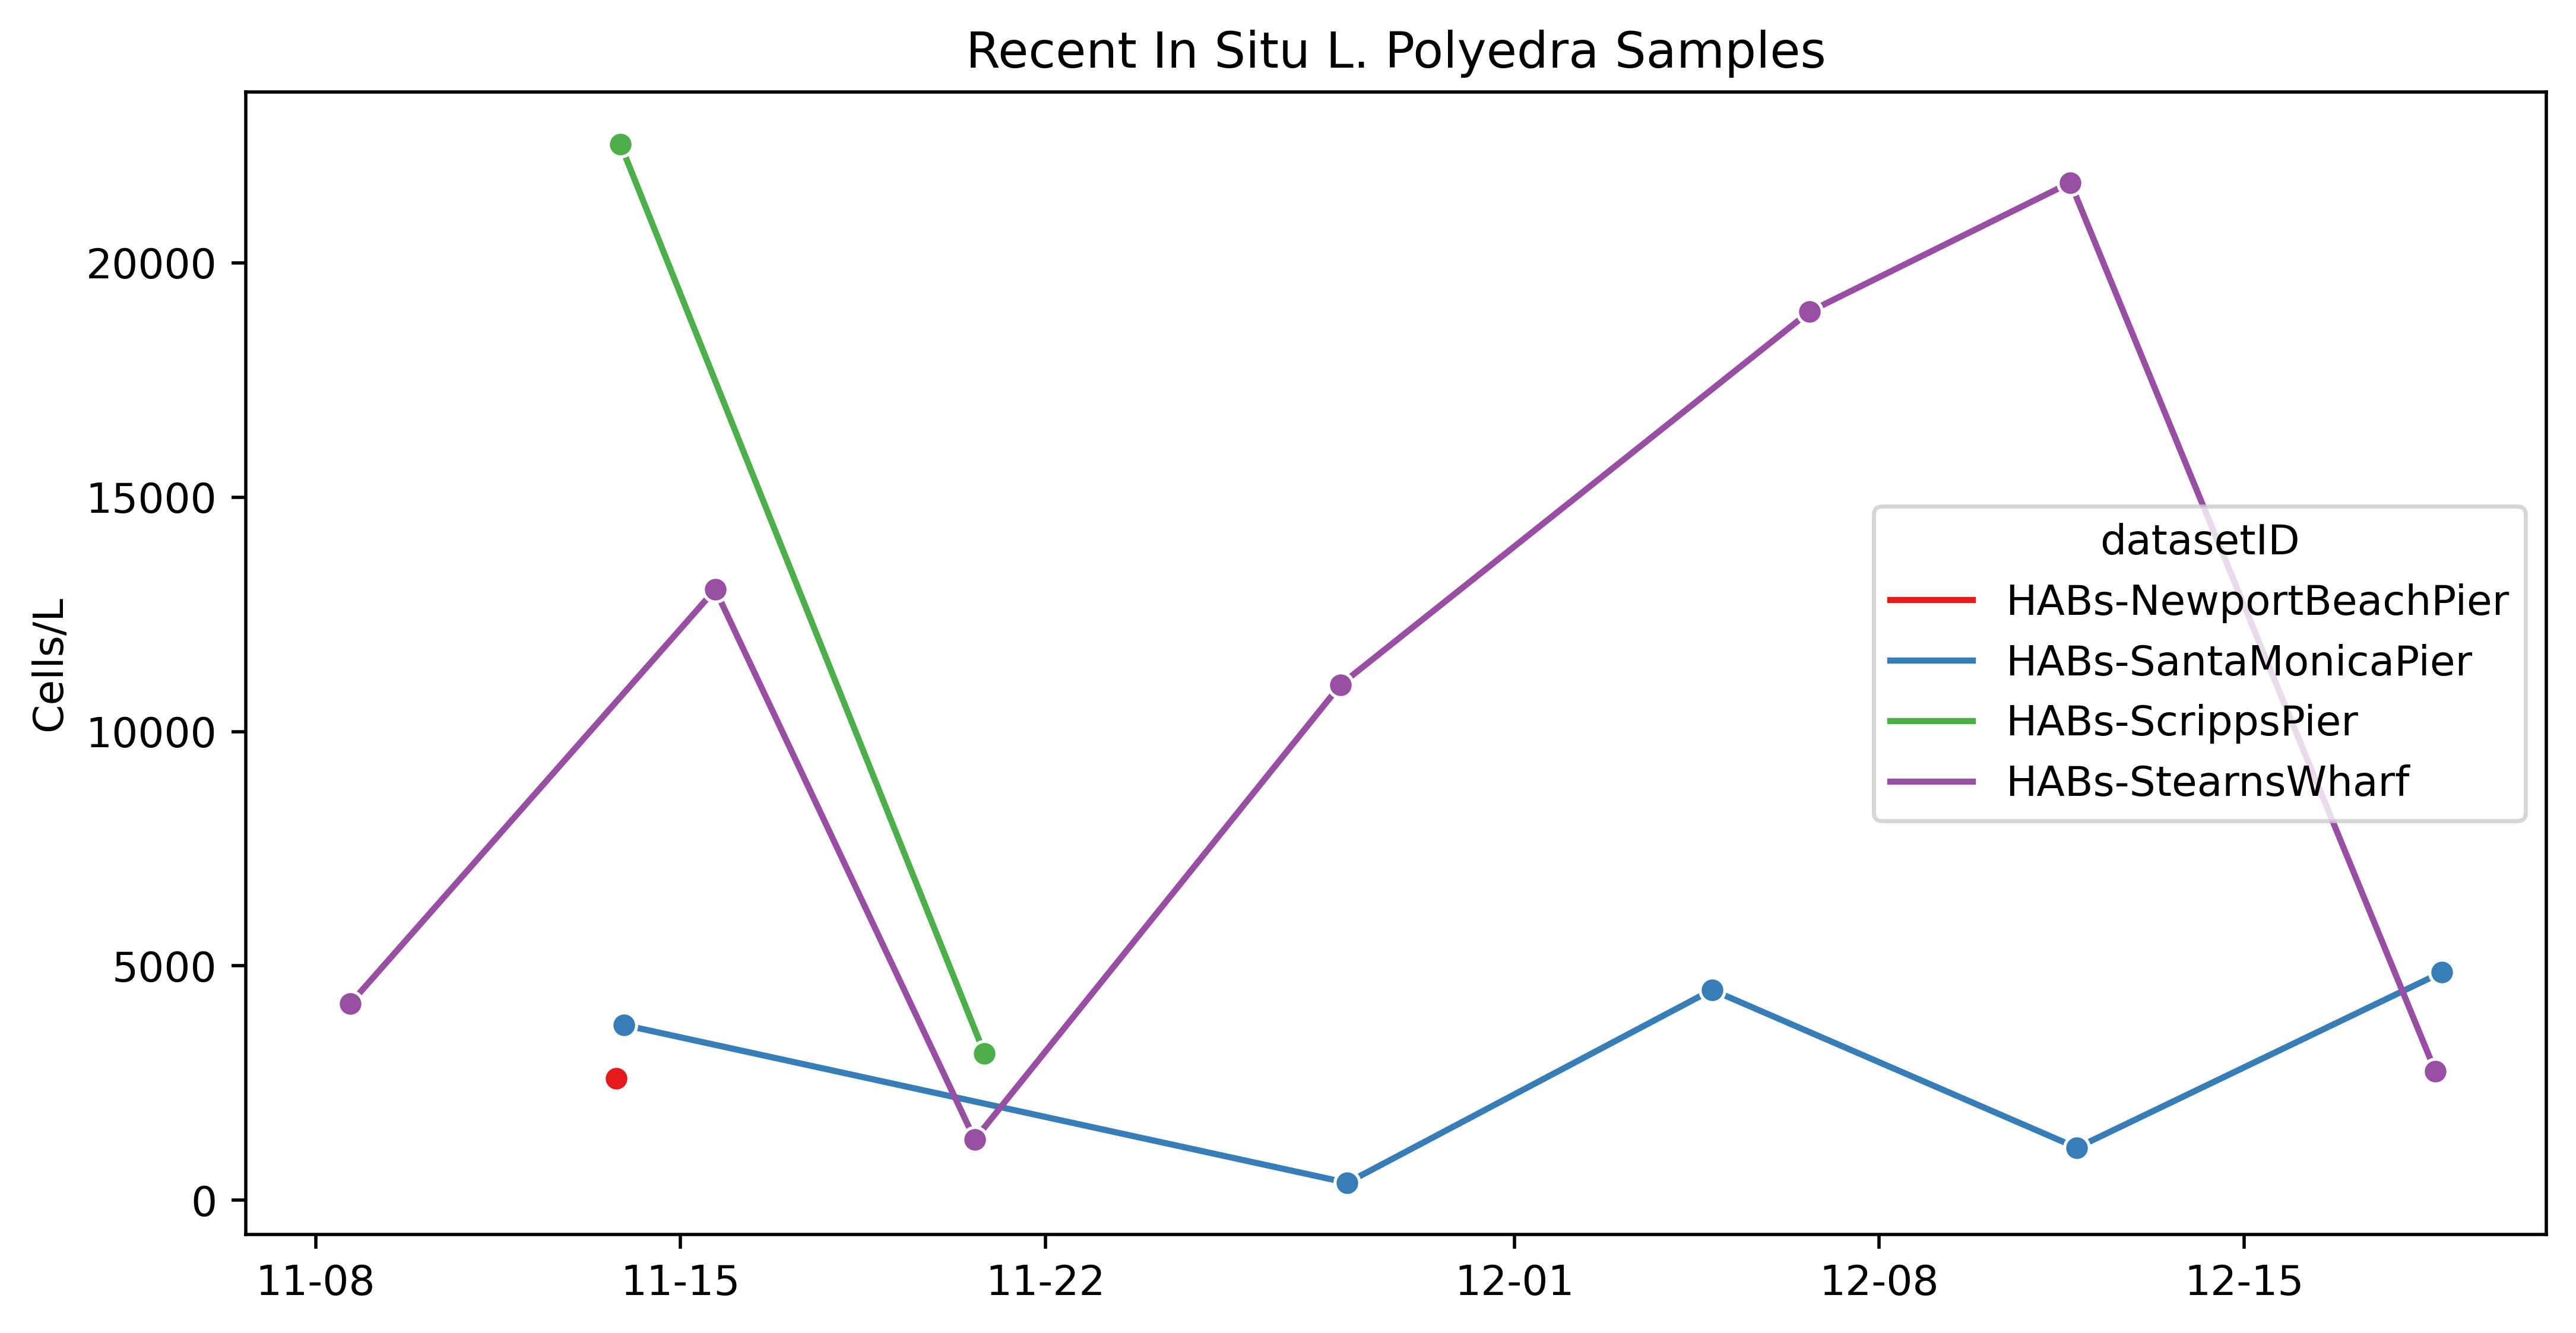 Recent In Situ L. Polyedra Samples
Cells/L
20000
15000
10000
5000
0
datasetID
HABs-NewportBeachPier
HABs-SantaMonicaPier
HABs-ScrippsPier
HABs-StearnsWharf
11-08 11-15 11-22 12-01 12-08 12-15